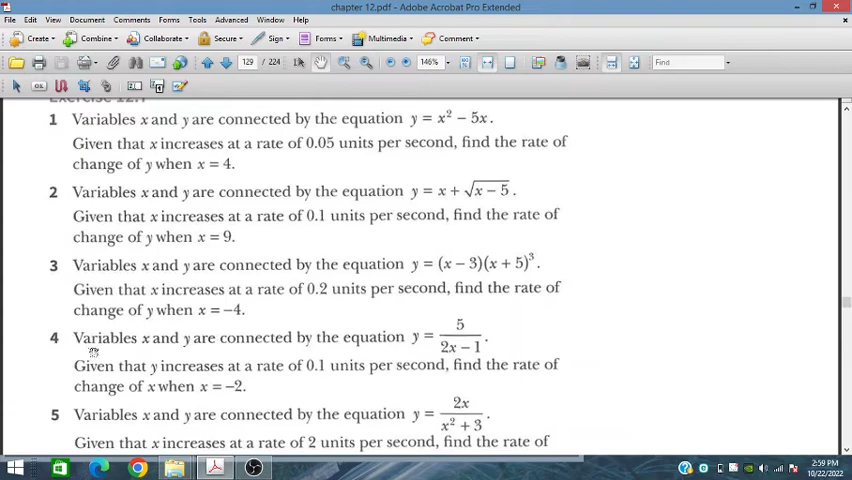 chapter 12.pdf - Adobe Acrobat Pro Extended
File Edit View Document Comments Forms Tools Advanced Window Help
Create Combine Collaborate Secure Sign Forms Multimedia Comment
129 / 224 146% Find
Exercise 12.
1 Variables x and y are connected by the equation y = x² − 5x.
Given that x increases at a rate of 0.05 units per second, find the rate of
change of y when x = 4.
2 Variables x and y are connected by the equation y = x + √(x − 5).
Given that x increases at a rate of 0.1 units per second, find the rate of
change of y when x = 9.
3 Variables x and y are connected by the equation y = (x − 3)(x + 5)³.
Given that x increases at a rate of 0.2 units per second, find the rate of
change of y when x = −4.
4 Variables x and y are connected by the equation y = 5/(2x − 1).
Given that y increases at a rate of 0.1 units per second, find the rate of
change of x when x = −2.
5 Variables x and y are connected by the equation y = 2x/(x² + 3).
Given that x increases at a rate of 2 units per second, find the rate of
2:59 PM
10/22/2022